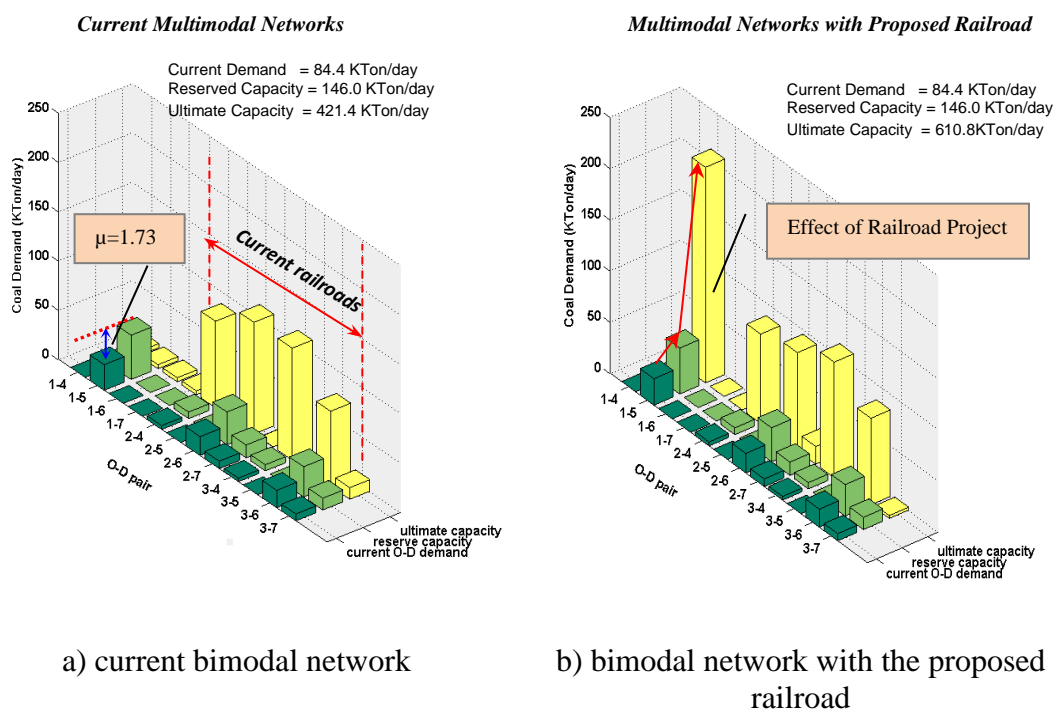 Current Multimodal Networks
Current Demand = 84.4 KTon/day
Reserved Capacity = 146.0 KTon/day
Ultimate Capacity = 421.4 KTon/day
250
200
150
100
50
0
Coal Demand (KTon/day)
μ=1.73
Current railroads
1-4
1-5
1-6
1-7
2-4
2-5
2-6
2-7
3-4
3-5
3-6
3-7
O-D pair
ultimate capacity
reserve capacity
current O-D demand
a) current bimodal network
Multimodal Networks with Proposed Railroad
Current Demand = 84.4 KTon/day
Reserved Capacity = 146.0 KTon/day
Ultimate Capacity = 610.8KTon/day
250
200
150
100
50
0
Coal Demand (KTon/day)
Effect of Railroad Project
1-4
1-5
1-6
1-7
2-4
2-5
2-6
2-7
3-4
3-5
3-6
3-7
O-D pair
ultimate capacity
reserve capacity
current O-D demand
b) bimodal network with the proposed
railroad